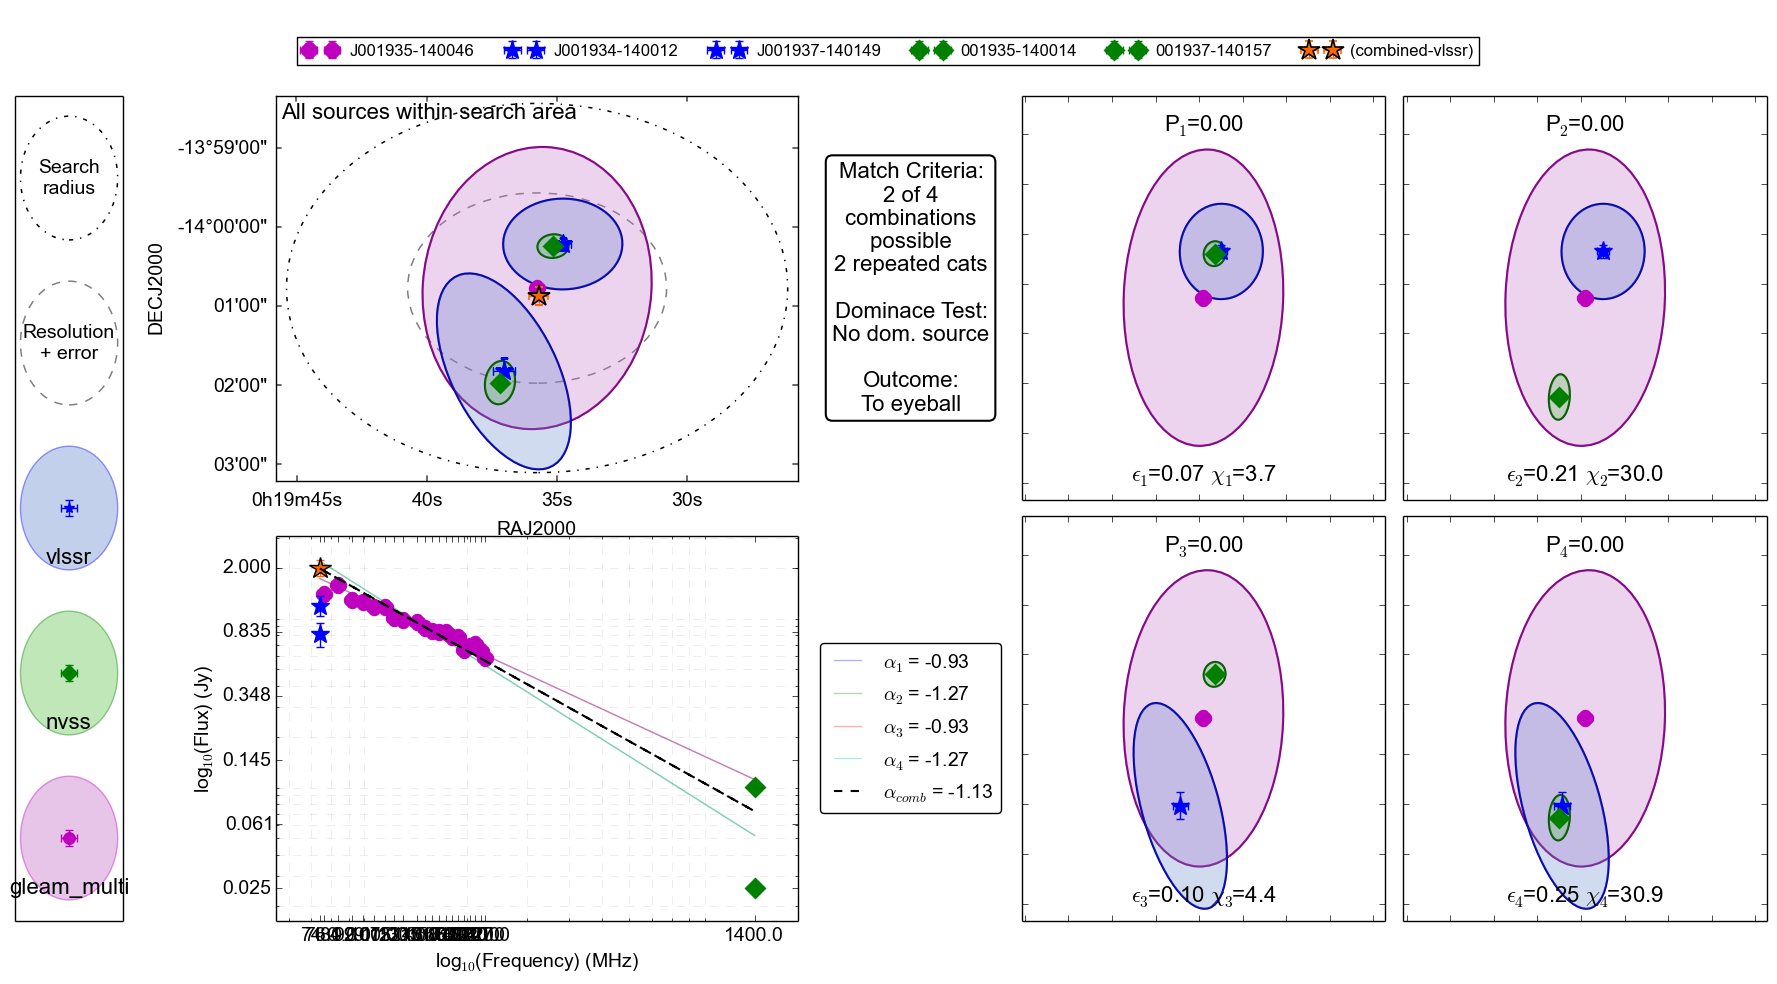 J001935-140046 J001934-140012 J001937-140149 001935-140014 001937-140157 (combined-vlssr)
Search
radius
Resolution
+ error
vlssr
nvss
gleam_multi
All sources within search area
DECJ2000
-13°59'00"
-14°00'00"
01'00"
02'00"
03'00"
0h19m45s 40s 35s 30s
RAJ2000
Match Criteria:
2 of 4
combinations
possible
2 repeated cats
Dominace Test:
No dom. source
Outcome:
To eyeball
P1=0.00
ϵ1=0.07 χ1=3.7
P2=0.00
ϵ2=0.21 χ2=30.0
P3=0.00
ϵ3=0.10 χ3=4.4
P4=0.00
ϵ4=0.25 χ4=30.9
log10(Flux) (Jy)
2.000
0.835
0.348
0.145
0.061
0.025
1400.0
log10(Frequency) (MHz)
α1 = -0.93
α2 = -1.27
α3 = -0.93
α4 = -1.27
αcomb = -1.13